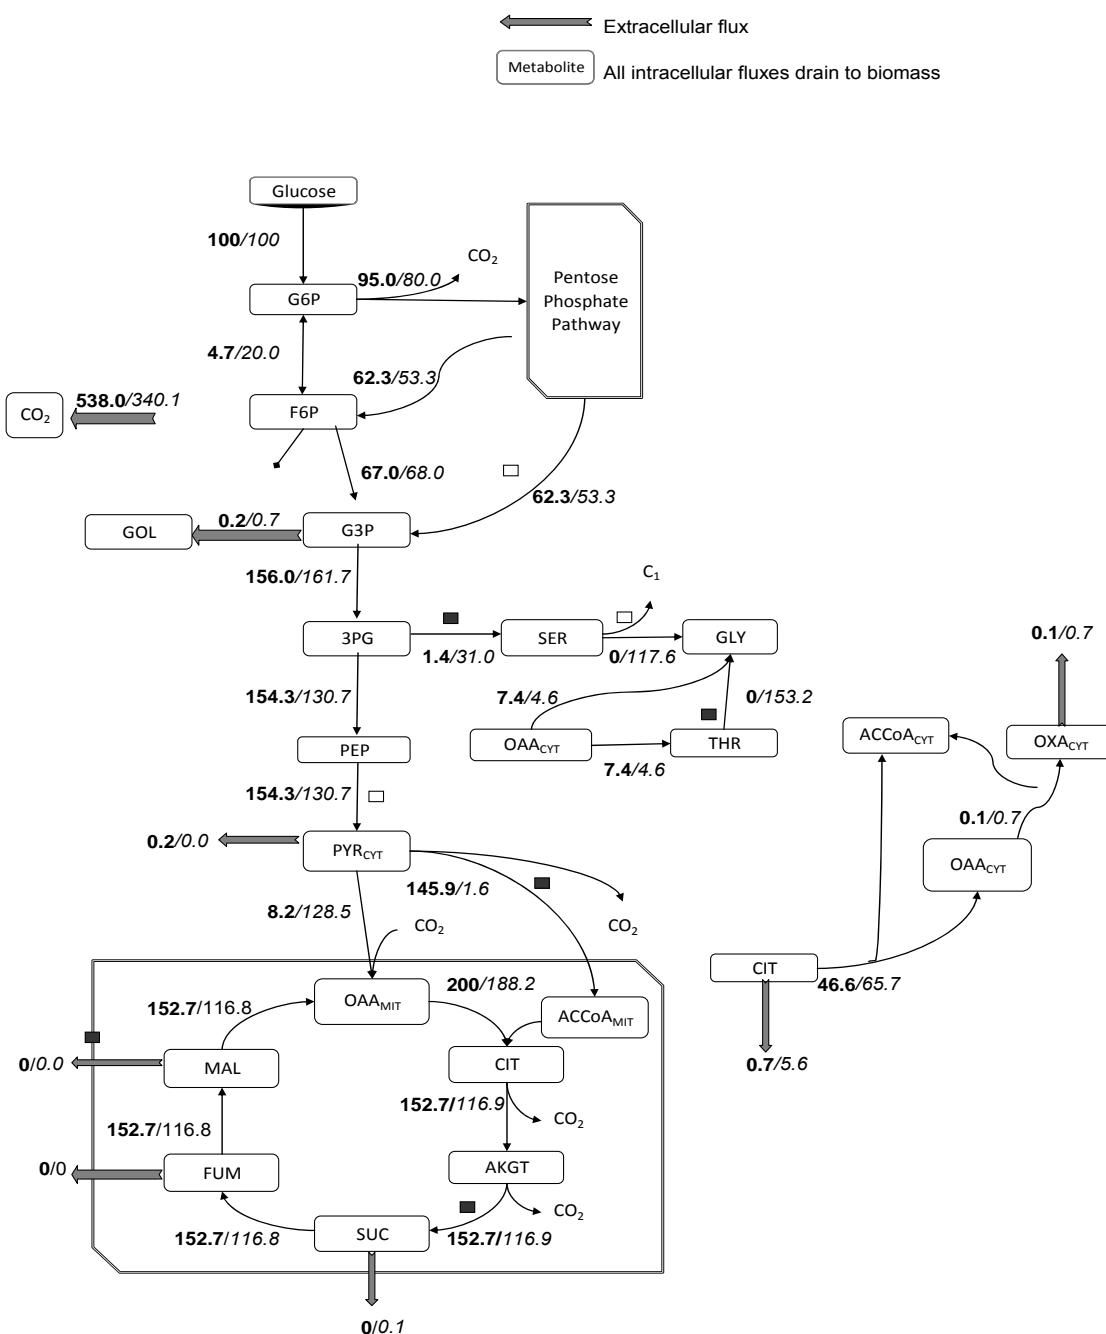 Extracellular flux
Metabolite All intracellular fluxes drain to biomass
Glucose
100/100
CO2
95.0/80.0
G6P
Pentose
Phosphate
Pathway
4.7/20.0
62.3/53.3
538.0/340.1
CO2
F6P
67.0/68.0
62.3/53.3
0.2/0.7
GOL
G3P
156.0/161.7
C1
3PG
SER
GLY
1.4/31.0
0/117.6
0.1/0.7
154.3/130.7
7.4/4.6
0/153.2
PEP
OAACYT
THR
ACCoACYT
OXACYT
7.4/4.6
154.3/130.7
0.1/0.7
0.2/0.0
PYRCYT
OAACYT
145.9/1.6
8.2/128.5
CO2
CO2
CIT
46.6/65.7
200/188.2
152.7/116.8
OAAMIT
ACCoAMIT
0/0.0
MAL
CIT
0.7/5.6
152.7/116.9
CO2
152.7/116.8
0/0
FUM
AKGT
CO2
152.7/116.8
SUC
152.7/116.9
0/0.1